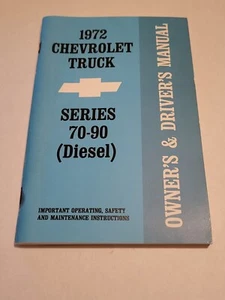 1972
CHEVROLET
TRUCK
SERIES
70-90
(Diesel)
IMPORTANT OPERATING, SAFETY
AND MAINTENANCE INSTRUCTIONS
OWNER'S & DRIVER'S MANUAL